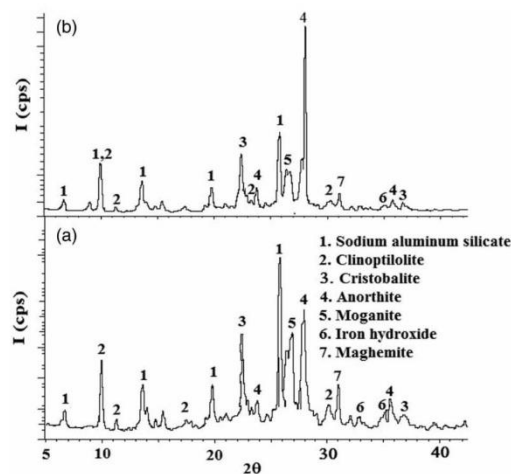 (b)
4
I (cps)
1,2
3
1
1
1
1
2
2
4
5
2
7
6
4
3
(a)
1
1. Sodium aluminum silicate
2. Clinoptilolite
3. Cristobalite
4. Anorthite
5. Moganite
6. Iron hydroxide
7. Maghemite
I (cps)
3
5
4
2
1
1
1
2
2
4
2
7
6
6
4
3
5 10 20 30 40
2θ